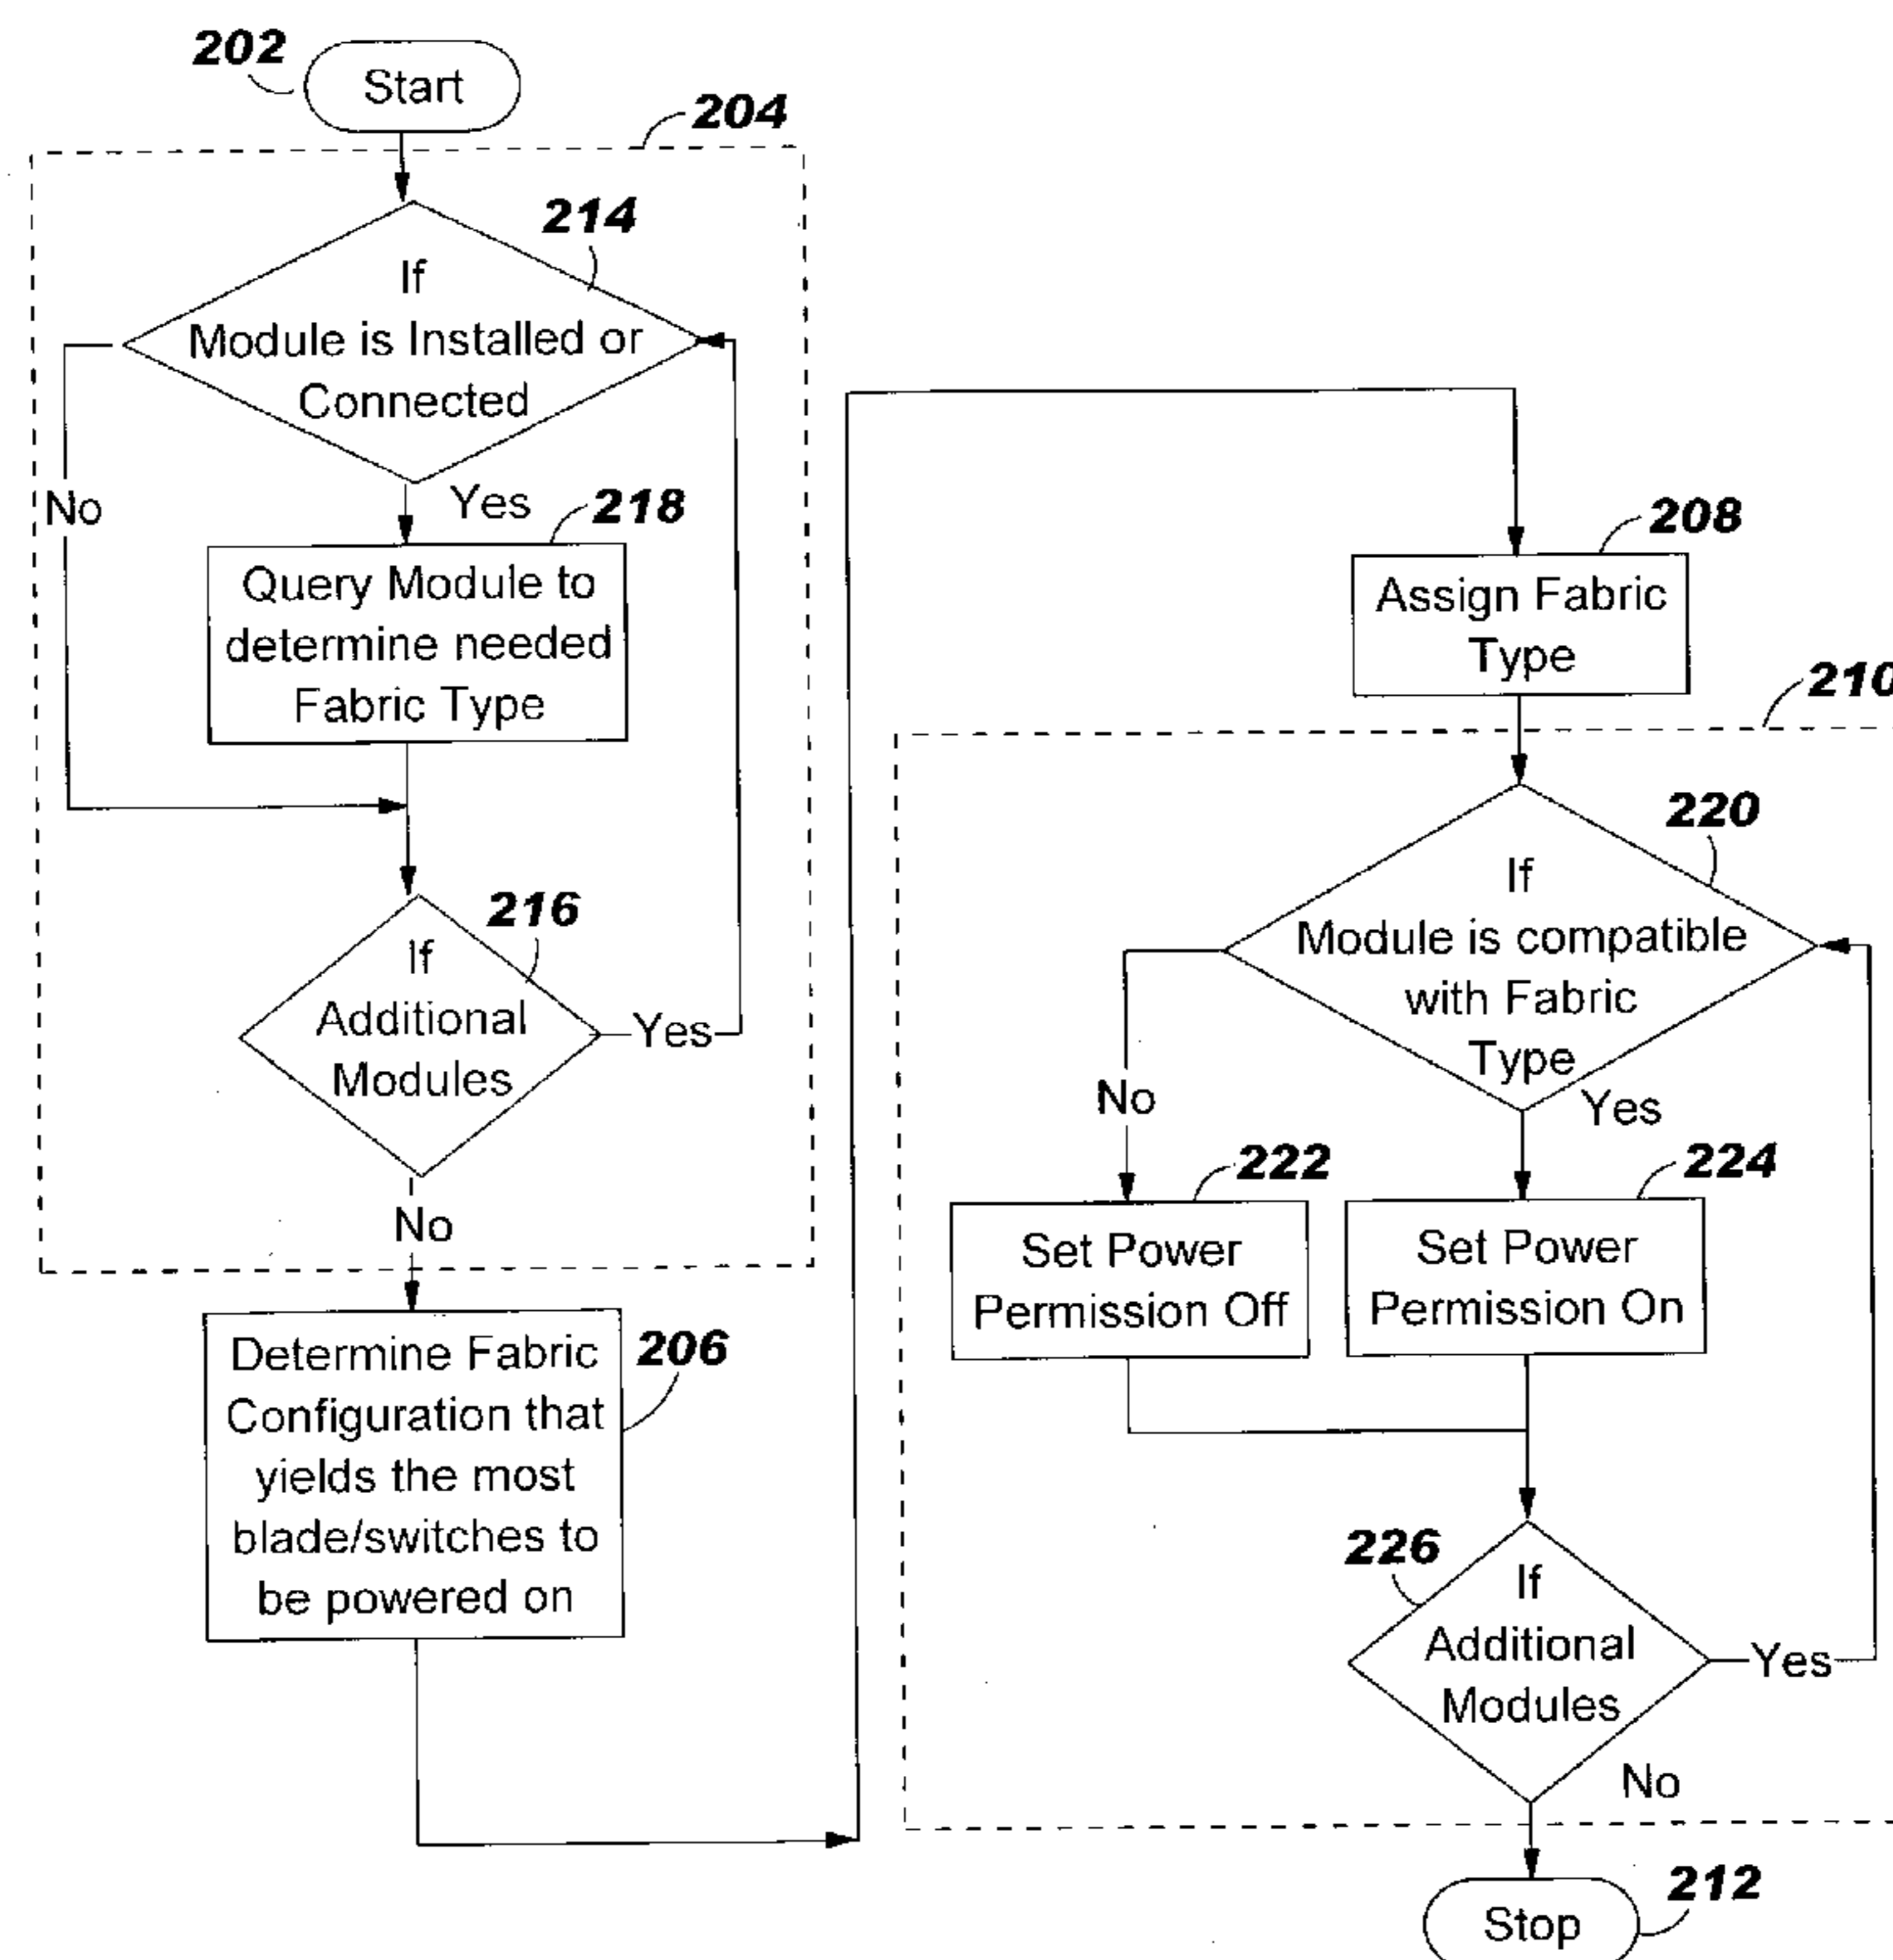 202
Start
204
214
If
Module is Installed or
Connected
No
Yes
218
Query Module to
determine needed
Fabric Type
216
If
Additional
Modules
Yes
No
Determine Fabric
Configuration that
yields the most
blade/switches to
be powered on
206
208
Assign Fabric
Type
210
220
If
Module is compatible
with Fabric
Type
No
Yes
222
Set Power
Permission Off
224
Set Power
Permission On
226
If
Additional
Modules
Yes
No
212
Stop